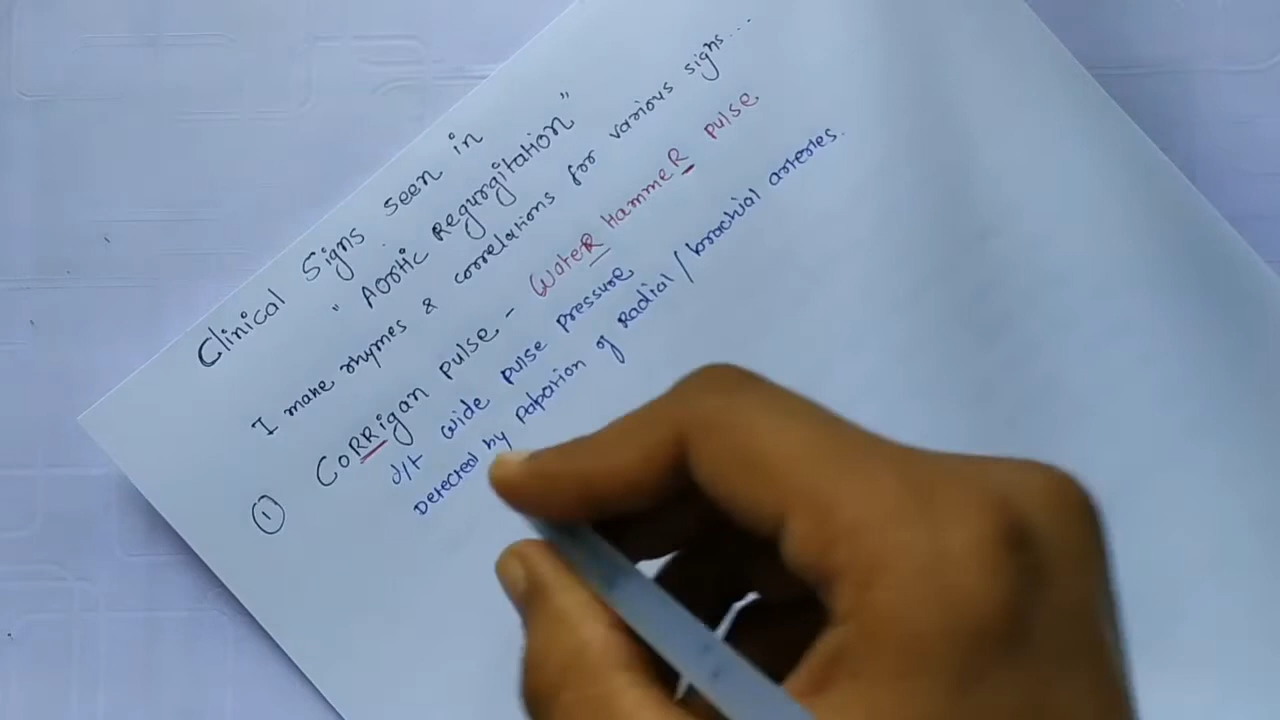 Clinical Signs seen in
"Aortic Regurgitation"
I make rhymes & correlations for various signs...
① CoRRigan pulse - WateR HammeR pulse
d/t wide pulse pressure
Detected by palpation of Radial / brachial arteries.